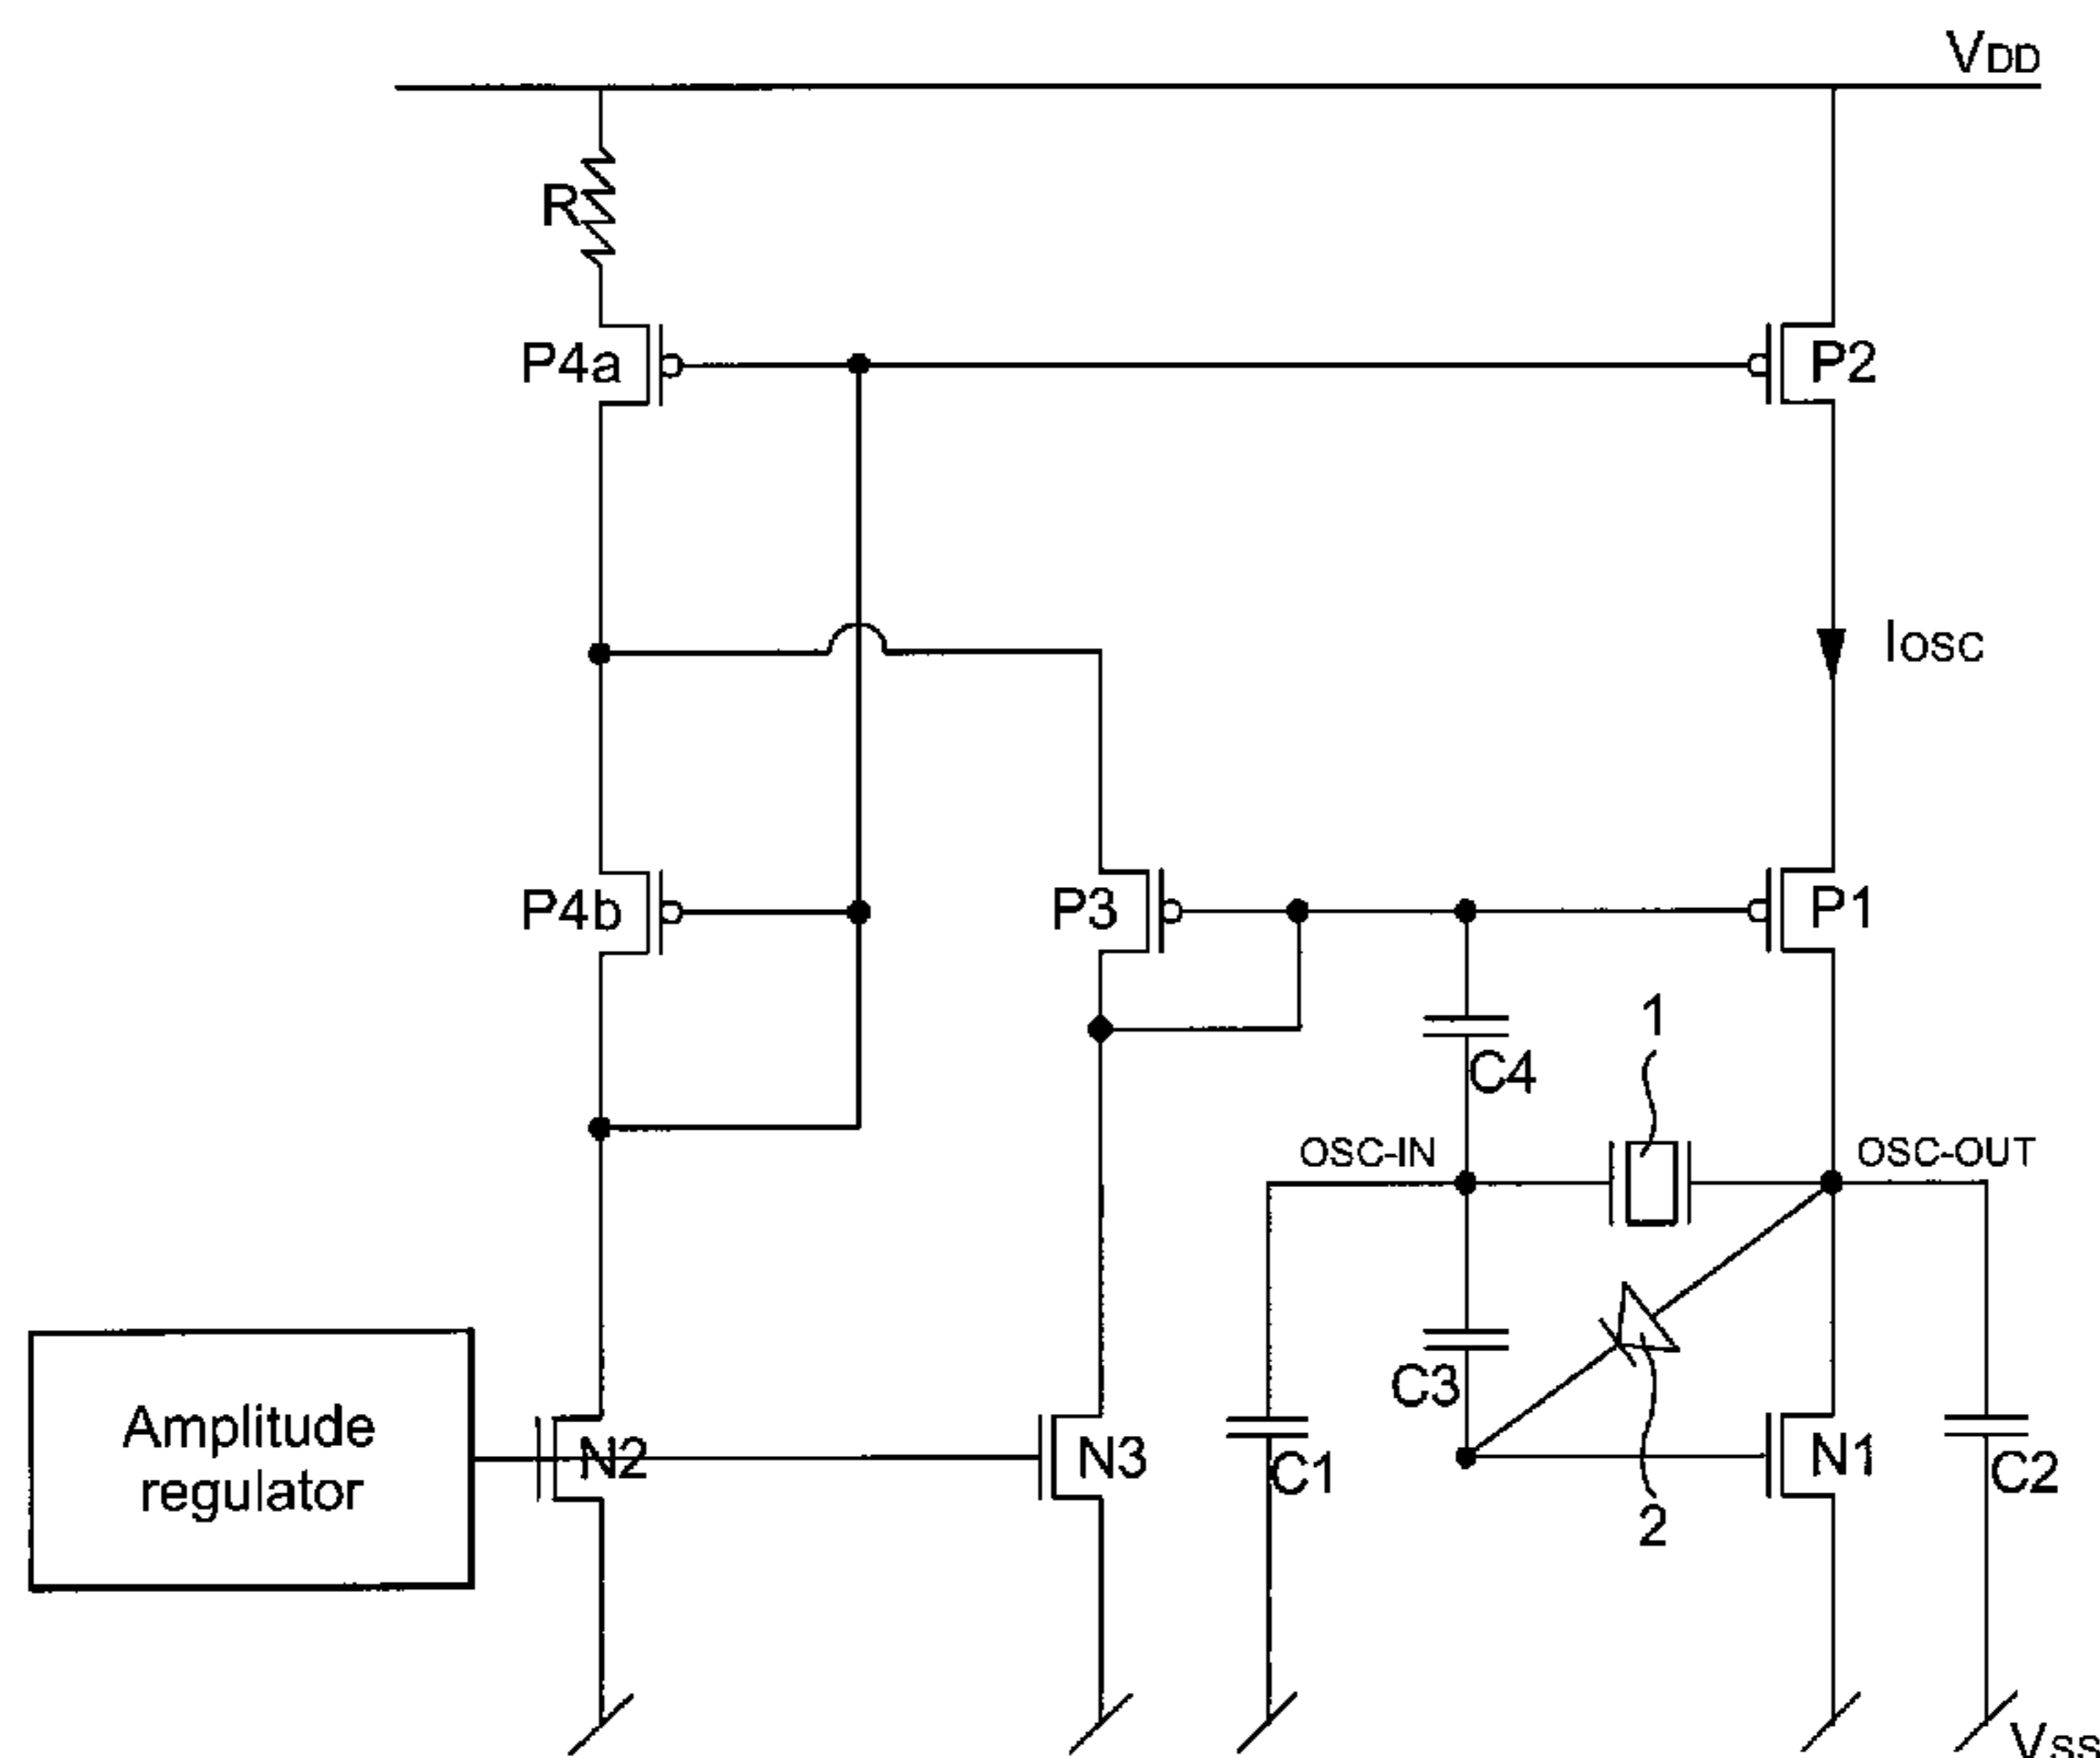 VDD
R
P4a
P2
IOSC
P4b
P3
P1
1
C4
OSC-IN
OSC-OUT
C3
Amplitude
regulator
N2
N3
C1
N1
C2
2
VSS